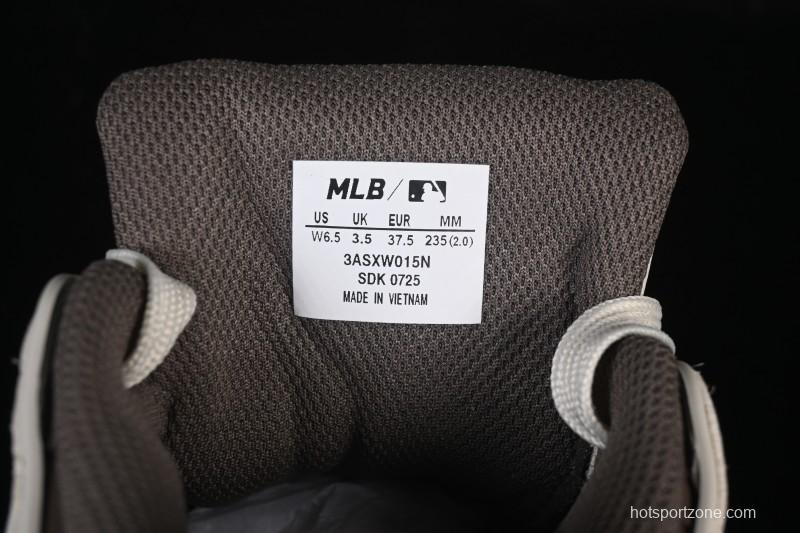 MLB /
US UK EUR MM
W6.5 3.5 37.5 235(2.0)
3ASXW015N
SDK 0725
MADE IN VIETNAM
hotsportzone.com